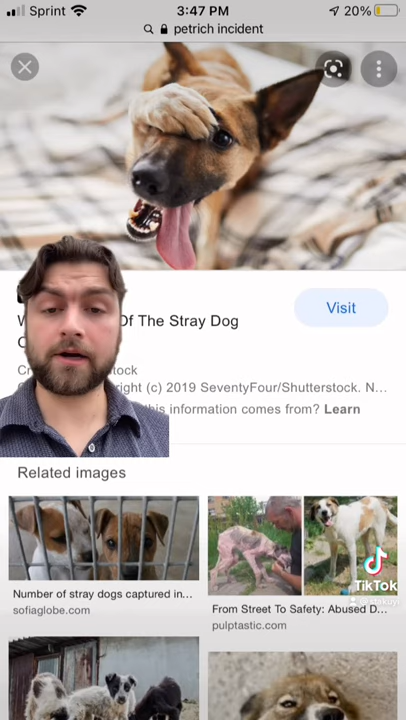 Sprint 3:47 PM 20%
petrich incident
Of The Stray Dog
Visit
tock
right (c) 2019 SeventyFour/Shutterstock. N...
this information comes from? Learn
Related images
Number of stray dogs captured in...
sofiaglobe.com
From Street To Safety: Abused D...
pulptastic.com
TikTok